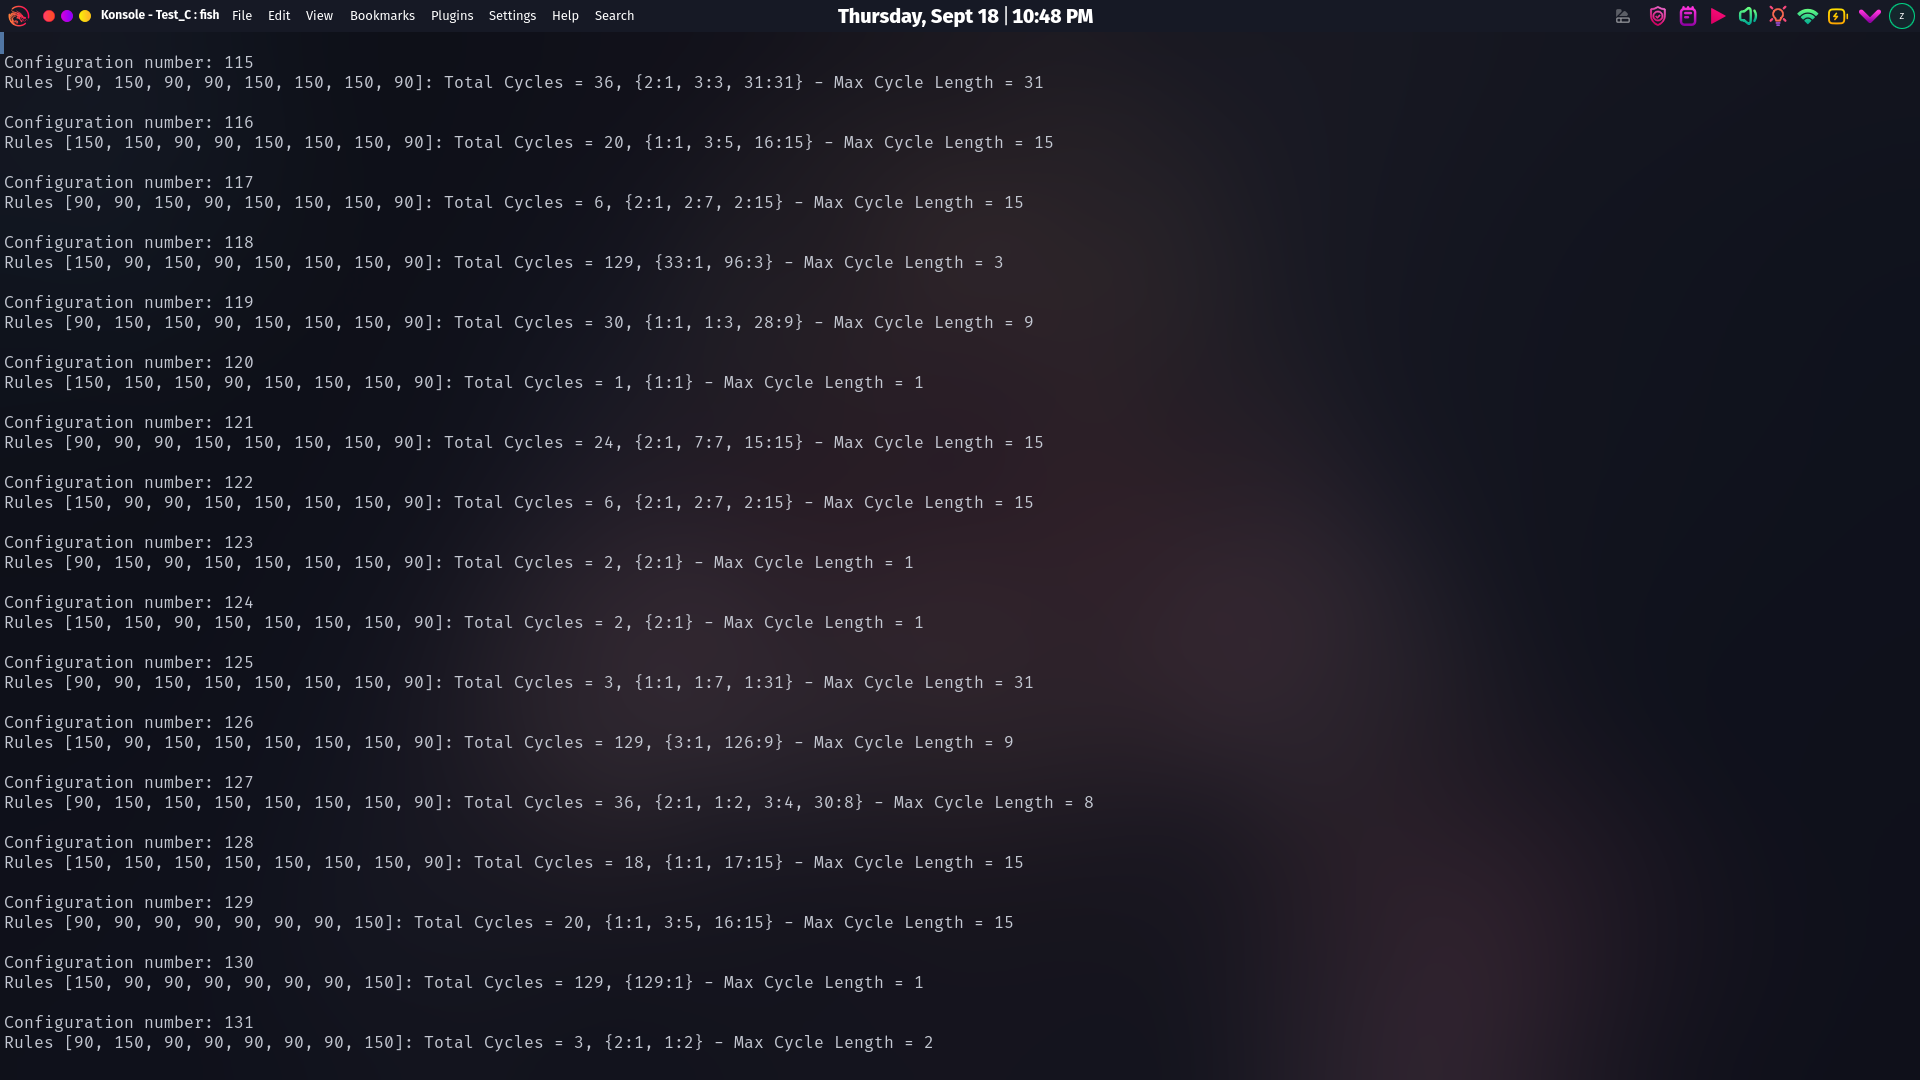 Konsole - Test_C : fish File Edit View Bookmarks Plugins Settings Help Search Thursday, Sept 18 | 10:48 PM z
Configuration number: 115
Rules [90, 150, 90, 90, 150, 150, 150, 90]: Total Cycles = 36, {2:1, 3:3, 31:31} - Max Cycle Length = 31
Configuration number: 116
Rules [150, 150, 90, 90, 150, 150, 150, 90]: Total Cycles = 20, {1:1, 3:5, 16:15} - Max Cycle Length = 15
Configuration number: 117
Rules [90, 90, 150, 90, 150, 150, 150, 90]: Total Cycles = 6, {2:1, 2:7, 2:15} - Max Cycle Length = 15
Configuration number: 118
Rules [150, 90, 150, 90, 150, 150, 150, 90]: Total Cycles = 129, {33:1, 96:3} - Max Cycle Length = 3
Configuration number: 119
Rules [90, 150, 150, 90, 150, 150, 150, 90]: Total Cycles = 30, {1:1, 1:3, 28:9} - Max Cycle Length = 9
Configuration number: 120
Rules [150, 150, 150, 90, 150, 150, 150, 90]: Total Cycles = 1, {1:1} - Max Cycle Length = 1
Configuration number: 121
Rules [90, 90, 90, 150, 150, 150, 150, 90]: Total Cycles = 24, {2:1, 7:7, 15:15} - Max Cycle Length = 15
Configuration number: 122
Rules [150, 90, 90, 150, 150, 150, 150, 90]: Total Cycles = 6, {2:1, 2:7, 2:15} - Max Cycle Length = 15
Configuration number: 123
Rules [90, 150, 90, 150, 150, 150, 150, 90]: Total Cycles = 2, {2:1} - Max Cycle Length = 1
Configuration number: 124
Rules [150, 150, 90, 150, 150, 150, 150, 90]: Total Cycles = 2, {2:1} - Max Cycle Length = 1
Configuration number: 125
Rules [90, 90, 150, 150, 150, 150, 150, 90]: Total Cycles = 3, {1:1, 1:7, 1:31} - Max Cycle Length = 31
Configuration number: 126
Rules [150, 90, 150, 150, 150, 150, 150, 90]: Total Cycles = 129, {3:1, 126:9} - Max Cycle Length = 9
Configuration number: 127
Rules [90, 150, 150, 150, 150, 150, 150, 90]: Total Cycles = 36, {2:1, 1:2, 3:4, 30:8} - Max Cycle Length = 8
Configuration number: 128
Rules [150, 150, 150, 150, 150, 150, 150, 90]: Total Cycles = 18, {1:1, 17:15} - Max Cycle Length = 15
Configuration number: 129
Rules [90, 90, 90, 90, 90, 90, 90, 150]: Total Cycles = 20, {1:1, 3:5, 16:15} - Max Cycle Length = 15
Configuration number: 130
Rules [150, 90, 90, 90, 90, 90, 90, 150]: Total Cycles = 129, {129:1} - Max Cycle Length = 1
Configuration number: 131
Rules [90, 150, 90, 90, 90, 90, 90, 150]: Total Cycles = 3, {2:1, 1:2} - Max Cycle Length = 2